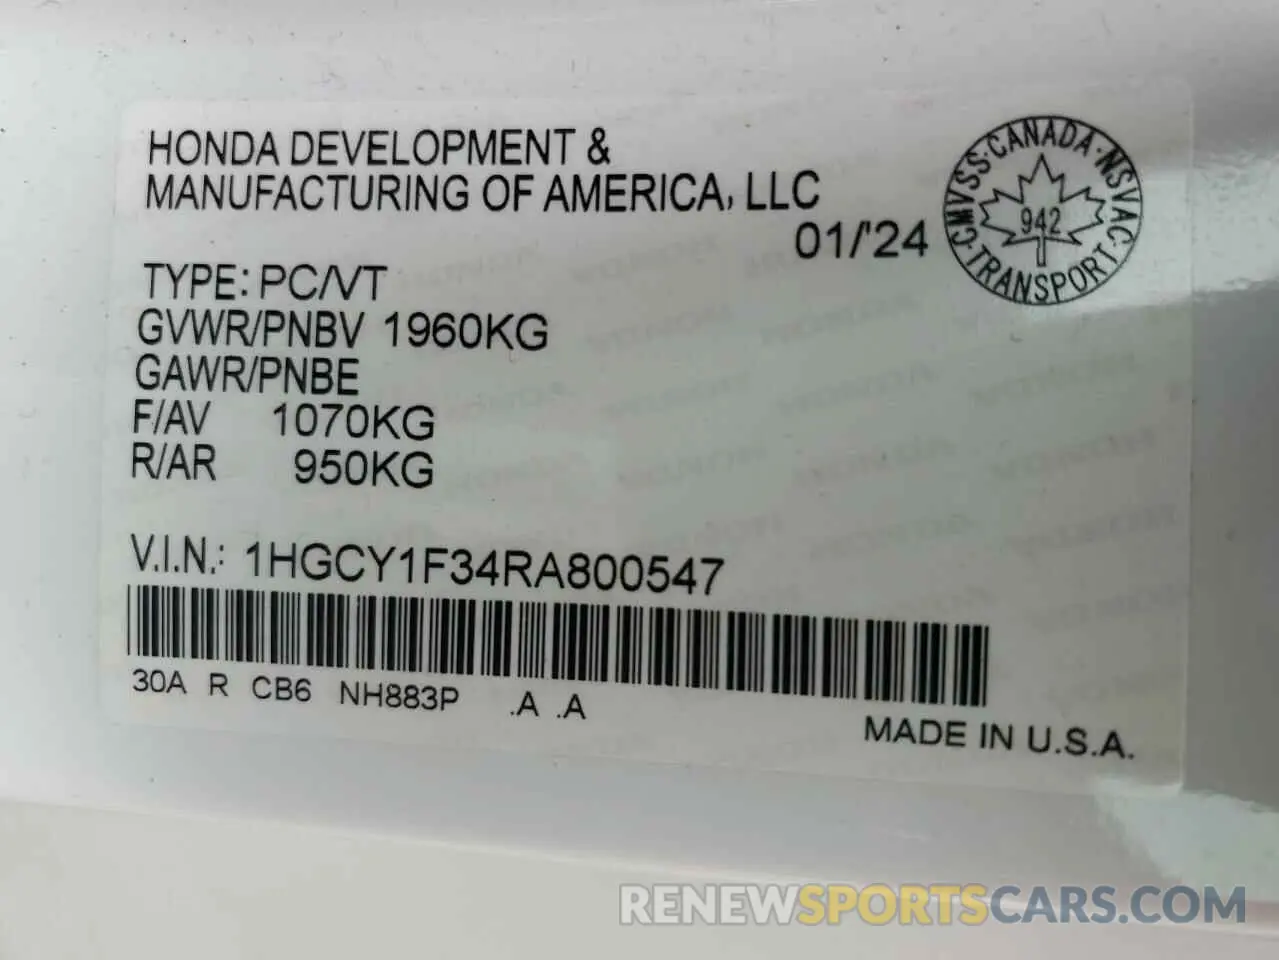 HONDA DEVELOPMENT &
MANUFACTURING OF AMERICA, LLC
01/'24
CMVSS·CANADA·NSVAC·TRANSPORT·
942
TYPE: PC/VT
GVWR/PNBV 1960KG
GAWR/PNBE
F/AV 1070KG
R/AR 950KG
V.I.N.: 1HGCY1F34RA800547
30A R CB6 NH883P .A .A
MADE IN U.S.A.
RENEWSPORTSCARS.COM